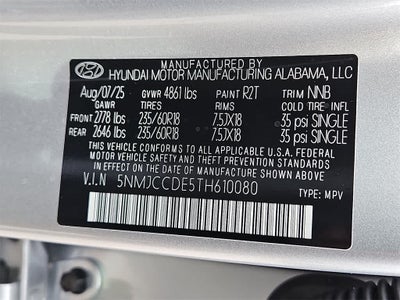 MANUFACTURED BY
HYUNDAI MOTOR MANUFACTURING ALABAMA, LLC
Aug/07/25 GVWR 4861 lbs PAINT R2T TRIM NNB
GAWR TIRES RIMS COLD TIRE INFL
FRONT 2778 lbs 235/60R18 7.5JX18 35 psi SINGLE
REAR 2646 lbs 235/60R18 7.5JX18 35 psi SINGLE
THIS VEHICLE CONFORMS TO ALL APPLICABLE U.S. FEDERAL MOTOR
VEHICLE SAFETY, BUMPER, AND THEFT PREVENTION STANDARDS
IN EFFECT ON THE DATE OF MANUFACTURE SHOWN ABOVE.
V.I.N 5NMJCCDE5TH610080 TYPE: MPV